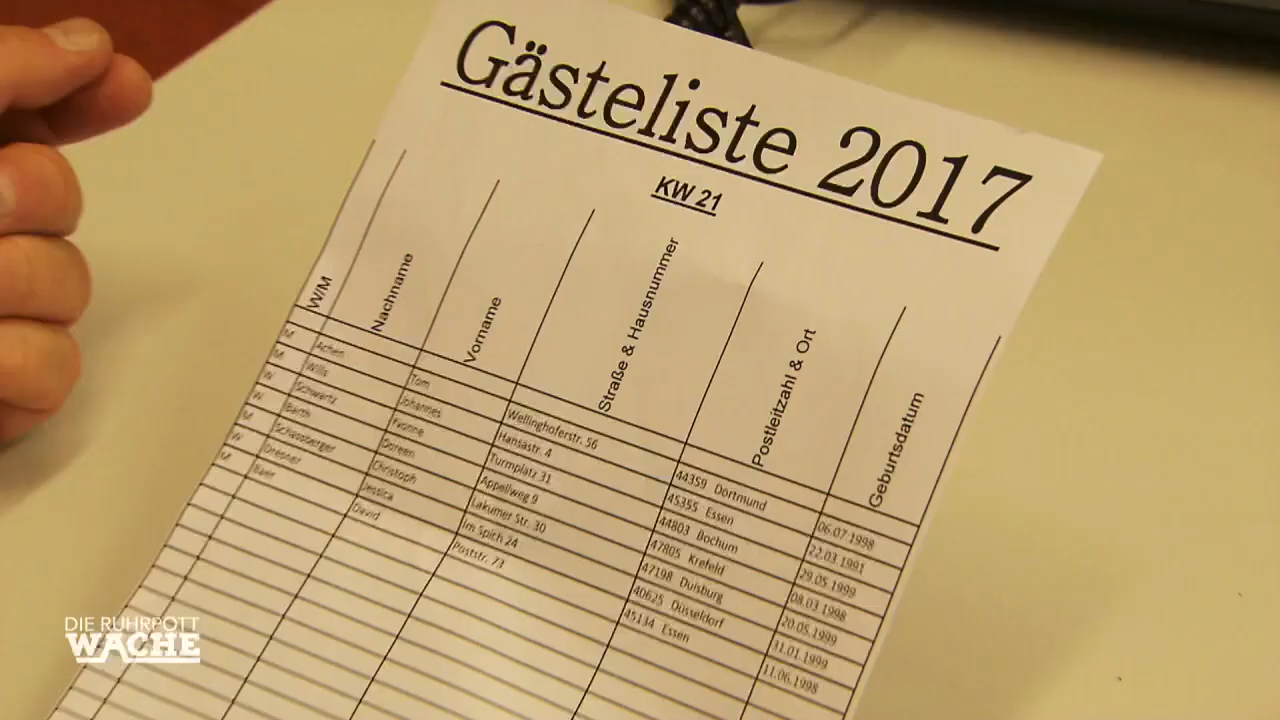 Gästeliste 2017
KW 21
W/M Nachname Vorname Straße & Hausnummer Postleitzahl & Ort Geburtsdatum
M Achen Tom Wellinghoferstr. 56 44359 Dortmund 06.07.1998
M Wills Johannes Hansastr. 4 45355 Essen 22.03.1991
W Schwartz Yvonne Turmplatz 31 44803 Bochum 29.05.1999
W Barth Doreen Appellweg 9 47805 Krefeld 08.03.1998
M Christoph Lakumer Str. 30 47198 Duisburg 20.05.1999
W Dresner Jessica Im Spich 24 40625 Düsseldorf 31.01.1999
M David Poststr. 73 45134 Essen 11.06.1998
DIE RUHRPOTT
WACHE